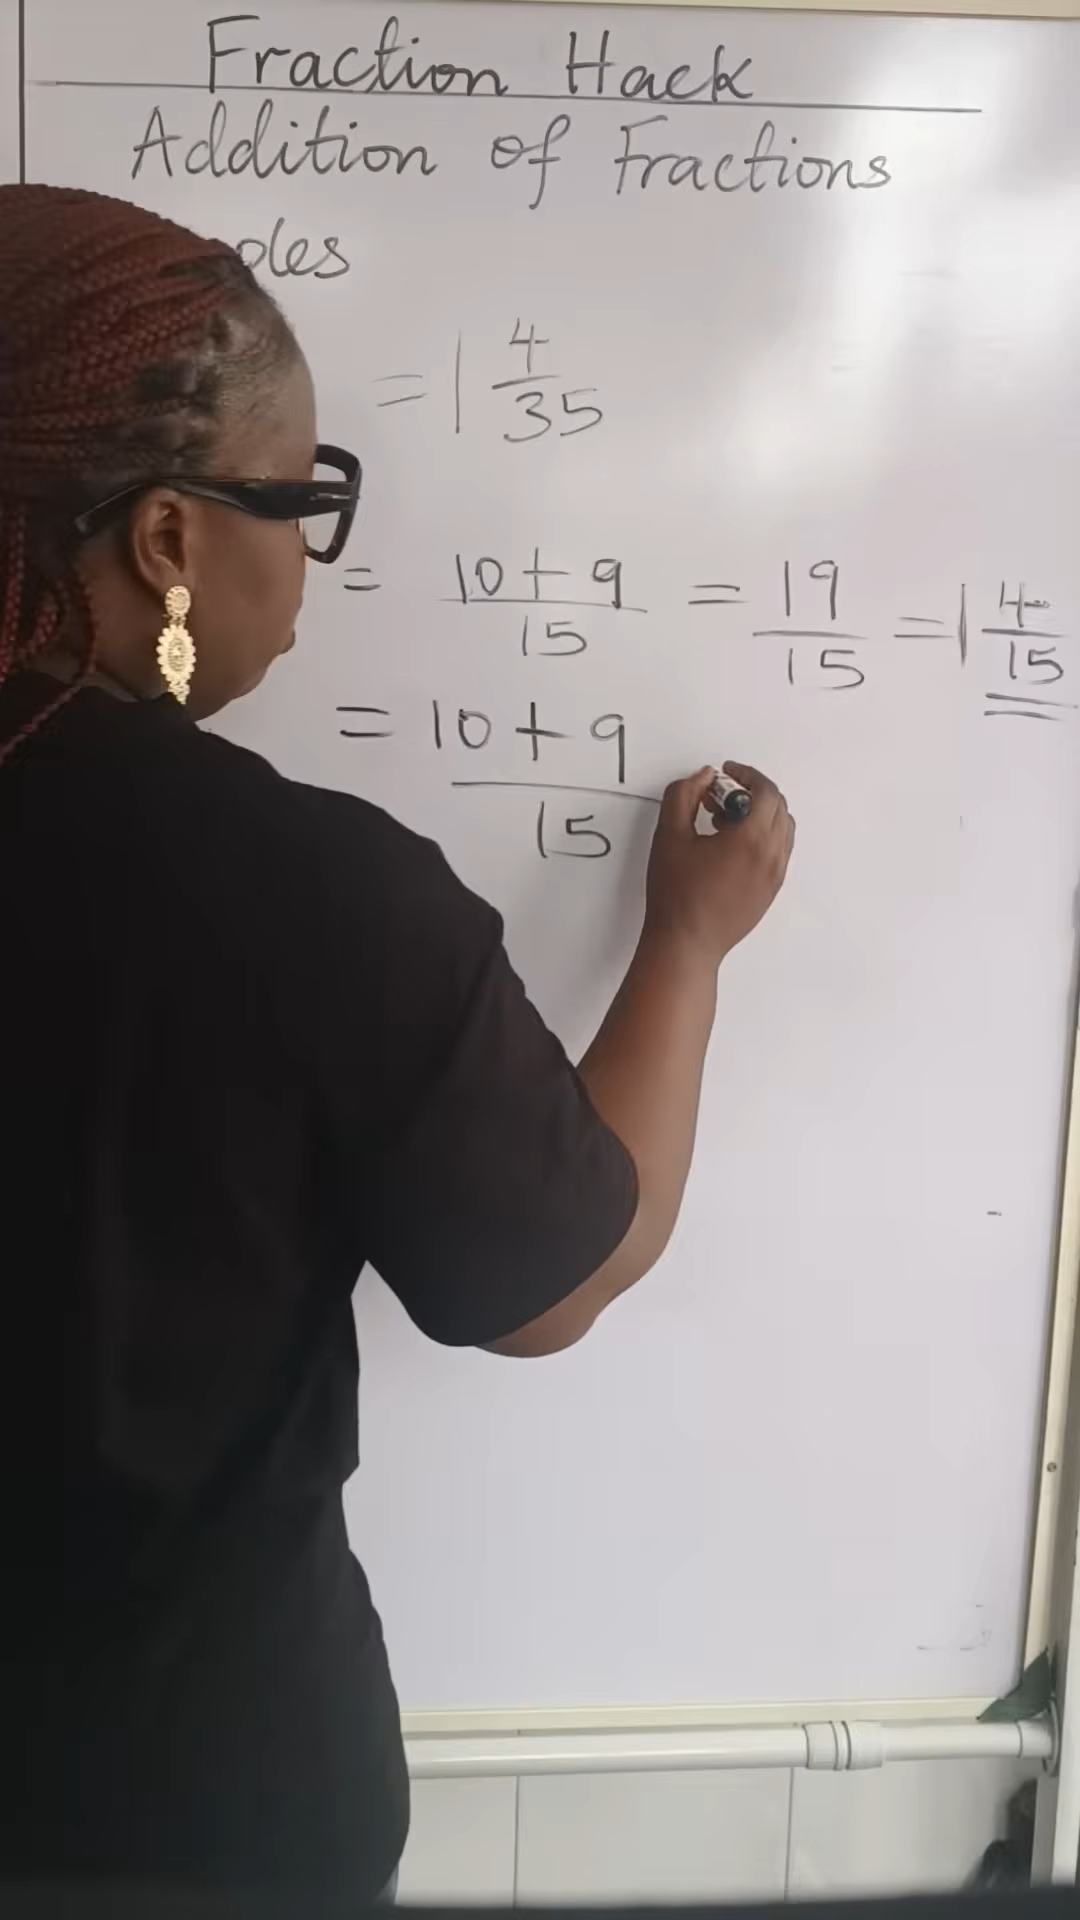 Fraction Hack
Addition of Fractions
ples
= 1 4/35
= 10 + 9/15 = 19/15 = 1 4/15
= 10 + 9/15